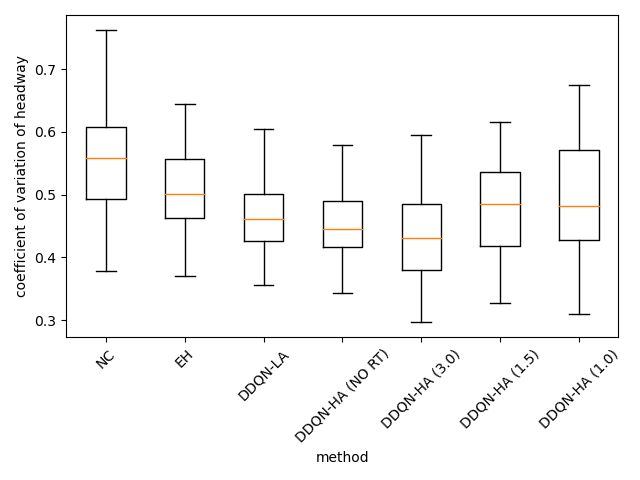 coefficient of variation of headway
0.7
0.6
0.5
0.4
0.3
NC
EH
DDQN-LA
DDQN-HA (NO RT)
DDQN-HA (3.0)
DDQN-HA (1.5)
DDQN-HA (1.0)
method